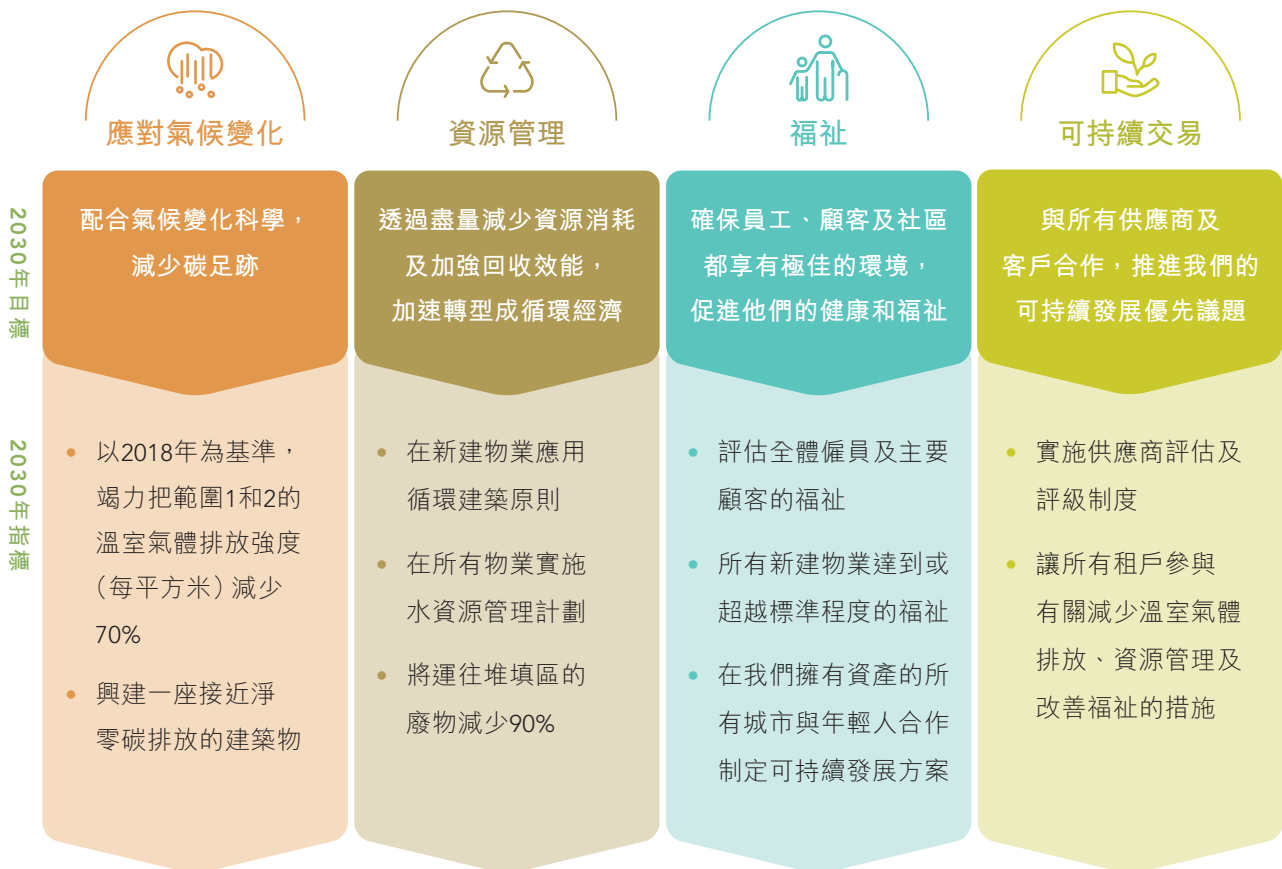 應對氣候變化
資源管理
福祉
可持續交易
2030年目標
配合氣候變化科學，
減少碳足跡
透過盡量減少資源消耗
及加強回收效能，
加速轉型成循環經濟
確保員工、顧客及社區
都享有極佳的環境，
促進他們的健康和福祉
與所有供應商及
客戶合作，推進我們的
可持續發展優先議題
2030年指標
• 以2018年為基準，
竭力把範圍1和2的
溫室氣體排放強度
（每平方米）減少
70%
• 興建一座接近淨
零碳排放的建築物
• 在新建物業應用
循環建築原則
• 在所有物業實施
水資源管理計劃
• 將運往堆填區的
廢物減少90%
• 評估全體僱員及主要
顧客的福祉
• 所有新建物業達到或
超越標準程度的福祉
• 在我們擁有資產的所
有城市與年輕人合作
制定可持續發展方案
• 實施供應商評估及
評級制度
• 讓所有租戶參與
有關減少溫室氣體
排放、資源管理及
改善福祉的措施